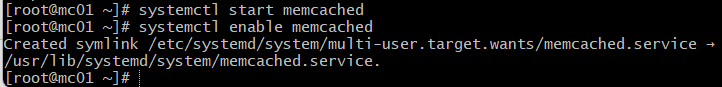 [root@mc01 ~]# systemctl start memcached
[root@mc01 ~]# systemctl enable memcached
Created symlink /etc/systemd/system/multi-user.target.wants/memcached.service →
/usr/lib/systemd/system/memcached.service.
[root@mc01 ~]#